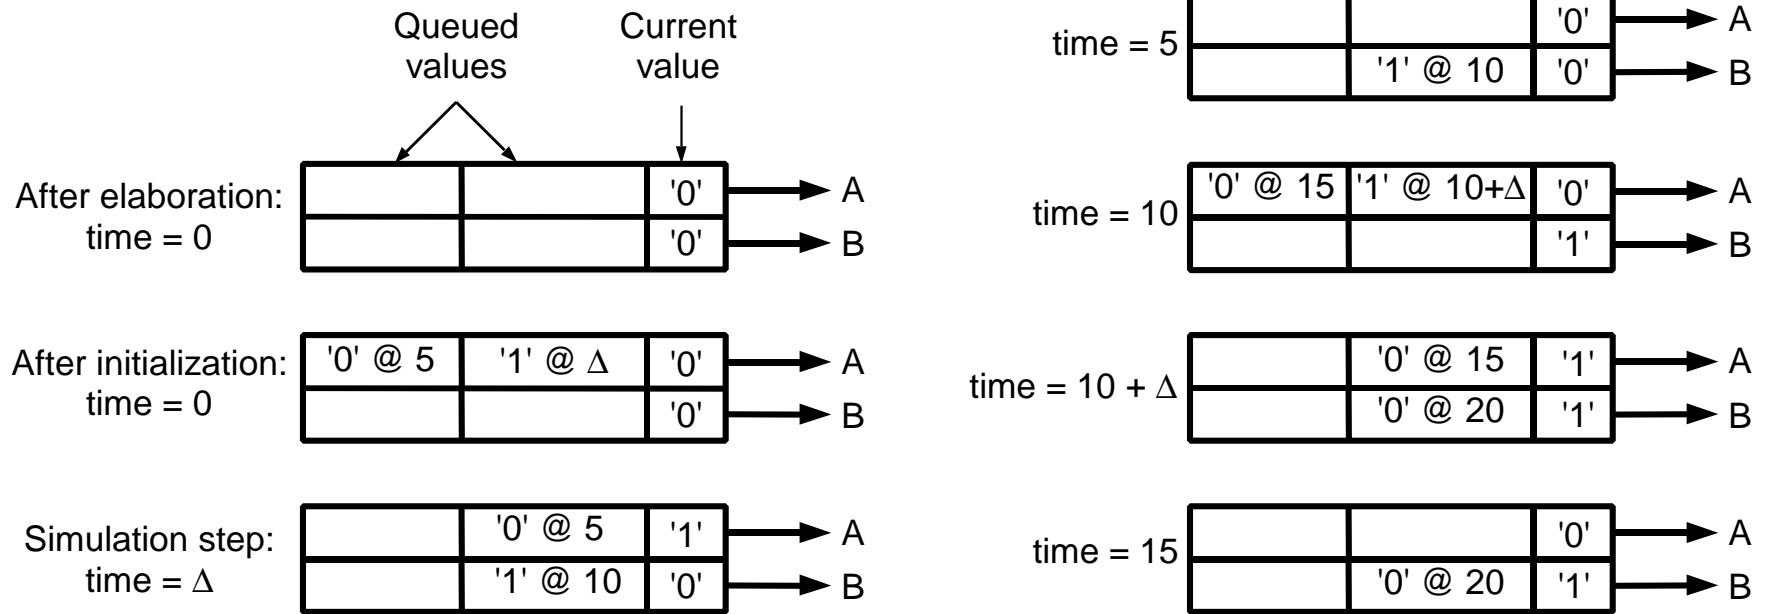 Queued
values
Current
value
After elaboration:
time = 0
'0'
A
'0'
B
After initialization:
time = 0
'0' @ 5
'1' @ Δ
'0'
A
'0'
B
Simulation step:
time = Δ
'0' @ 5
'1'
A
'1' @ 10
'0'
B
time = 5
'0'
A
'1' @ 10
'0'
B
time = 10
'0' @ 15
'1' @ 10+Δ
'0'
A
'1'
B
time = 10 + Δ
'0' @ 15
'1'
A
'0' @ 20
'1'
B
time = 15
'0'
A
'0' @ 20
'1'
B